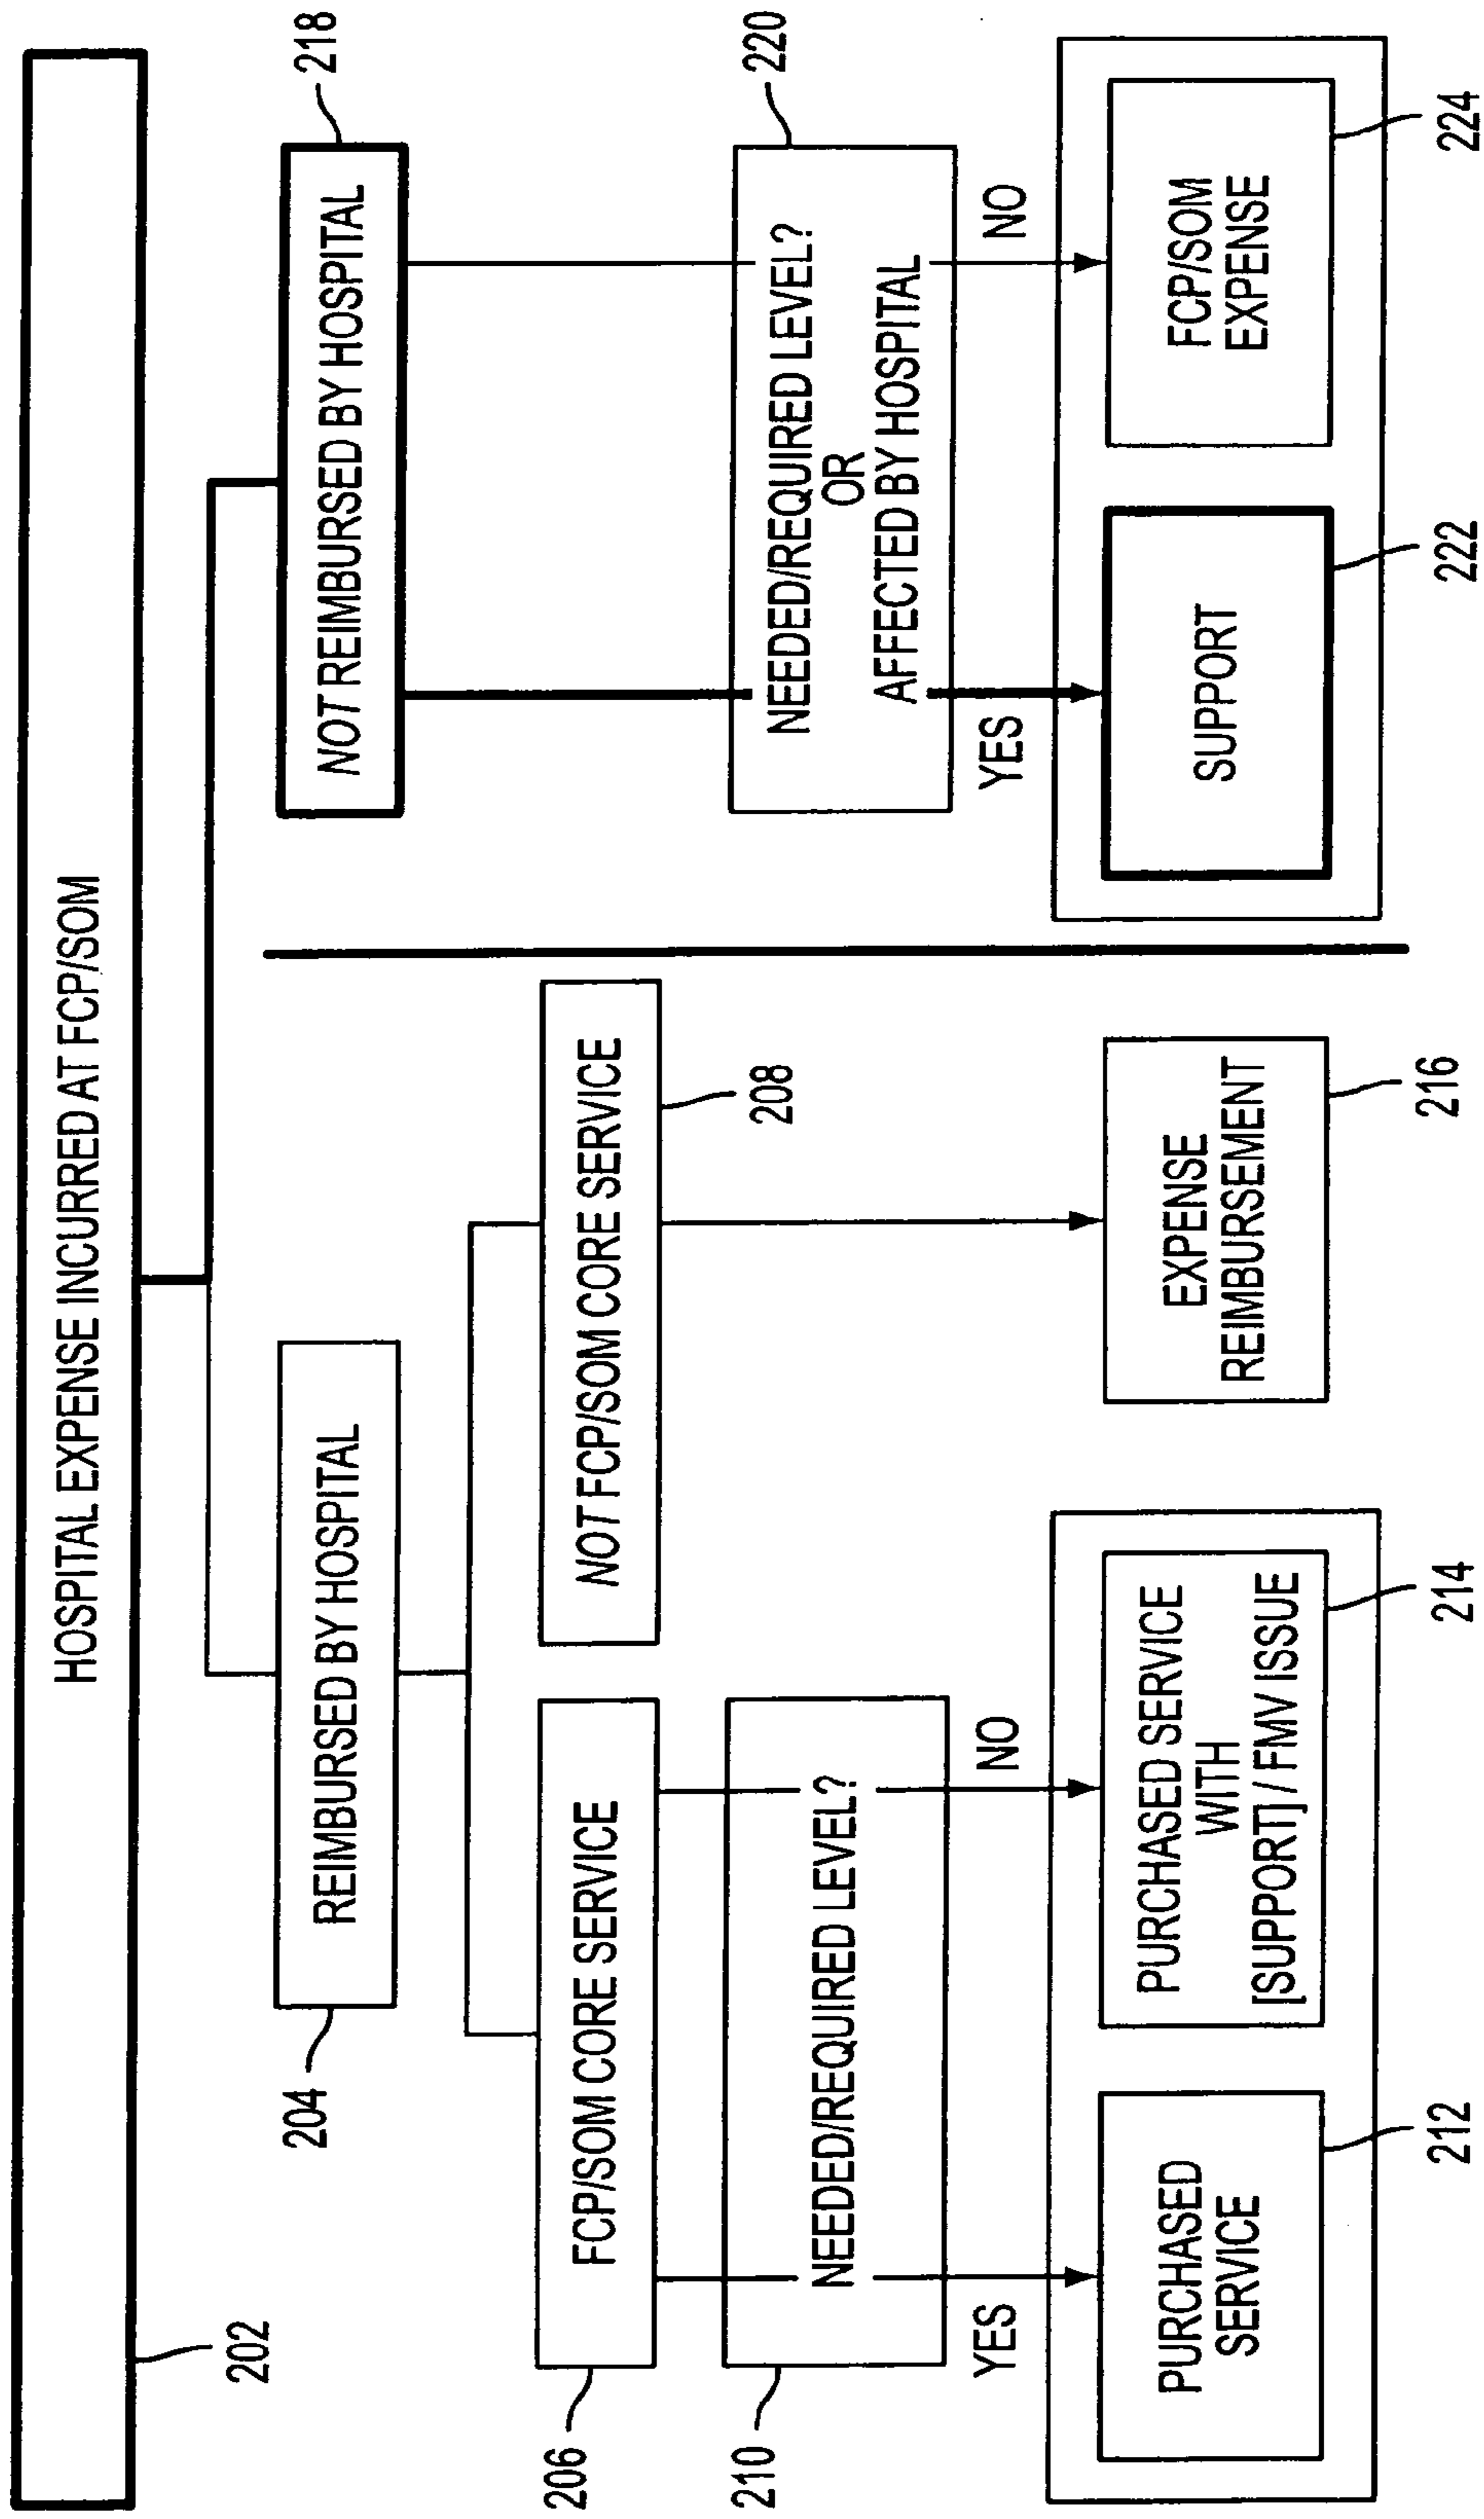 HOSPITAL EXPENSE INCURRED AT FCP/SOM
202
204
REIMBURSED BY HOSPITAL
NOT REIMBURSED BY HOSPITAL
218
206
FCP/SOM CORE SERVICE
NOT FCP/SOM CORE SERVICE
208
210
NEEDED/REQUIRED LEVEL?
NEEDED/REQUIRED LEVEL?
OR
AFFECTED BY HOSPITAL
220
YES
NO
YES
NO
PURCHASED
SERVICE
212
PURCHASED SERVICE
WITH
[SUPPORT] / FMV ISSUE
214
EXPENSE
REIMBURSEMENT
216
SUPPORT
222
FCP/SOM
EXPENSE
224